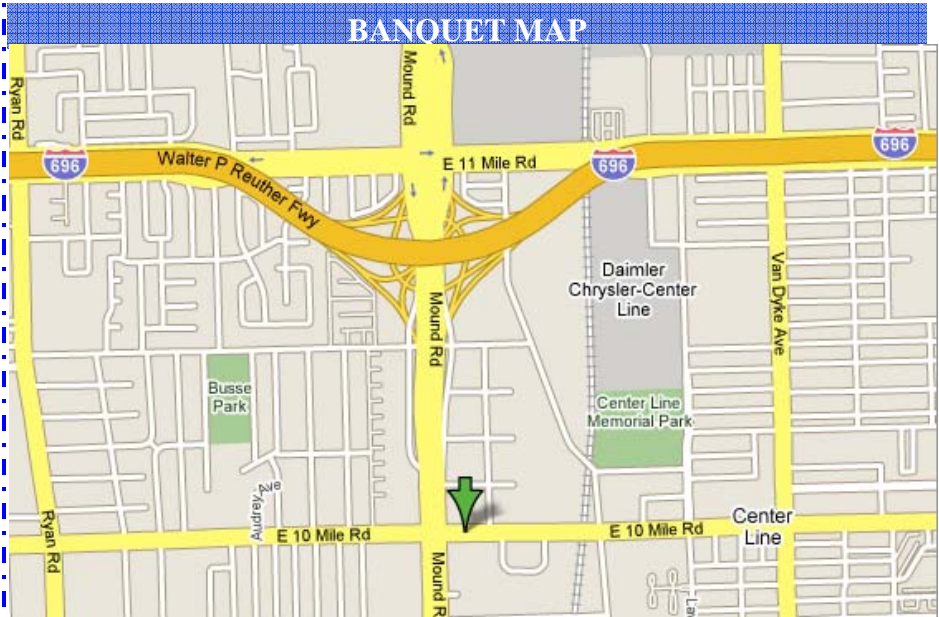 BANQUET MAP
Ryan Rd
Mound Rd
696
Walter P Reuther Fwy
E 11 Mile Rd
696
696
Daimler
Chrysler-Center
Line
Van Dyke Ave
Mound Rd
Busse
Park
Center Line
Memorial Park
Audrey Ave
Ryan Rd
E 10 Mile Rd
E 10 Mile Rd
Center
Line
Mound R